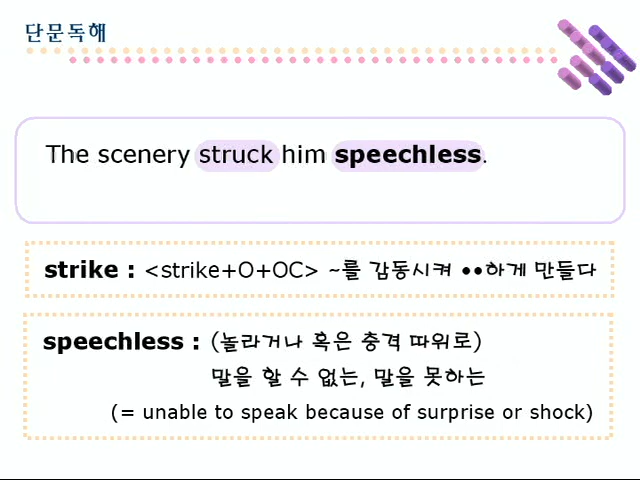 단문독해
The scenery struck him speechless.
strike : <strike+O+OC> ~를 감동시켜 ••하게 만들다
speechless : (놀라거나 혹은 충격 따위로)
말을 할 수 없는, 말을 못하는
(= unable to speak because of surprise or shock)